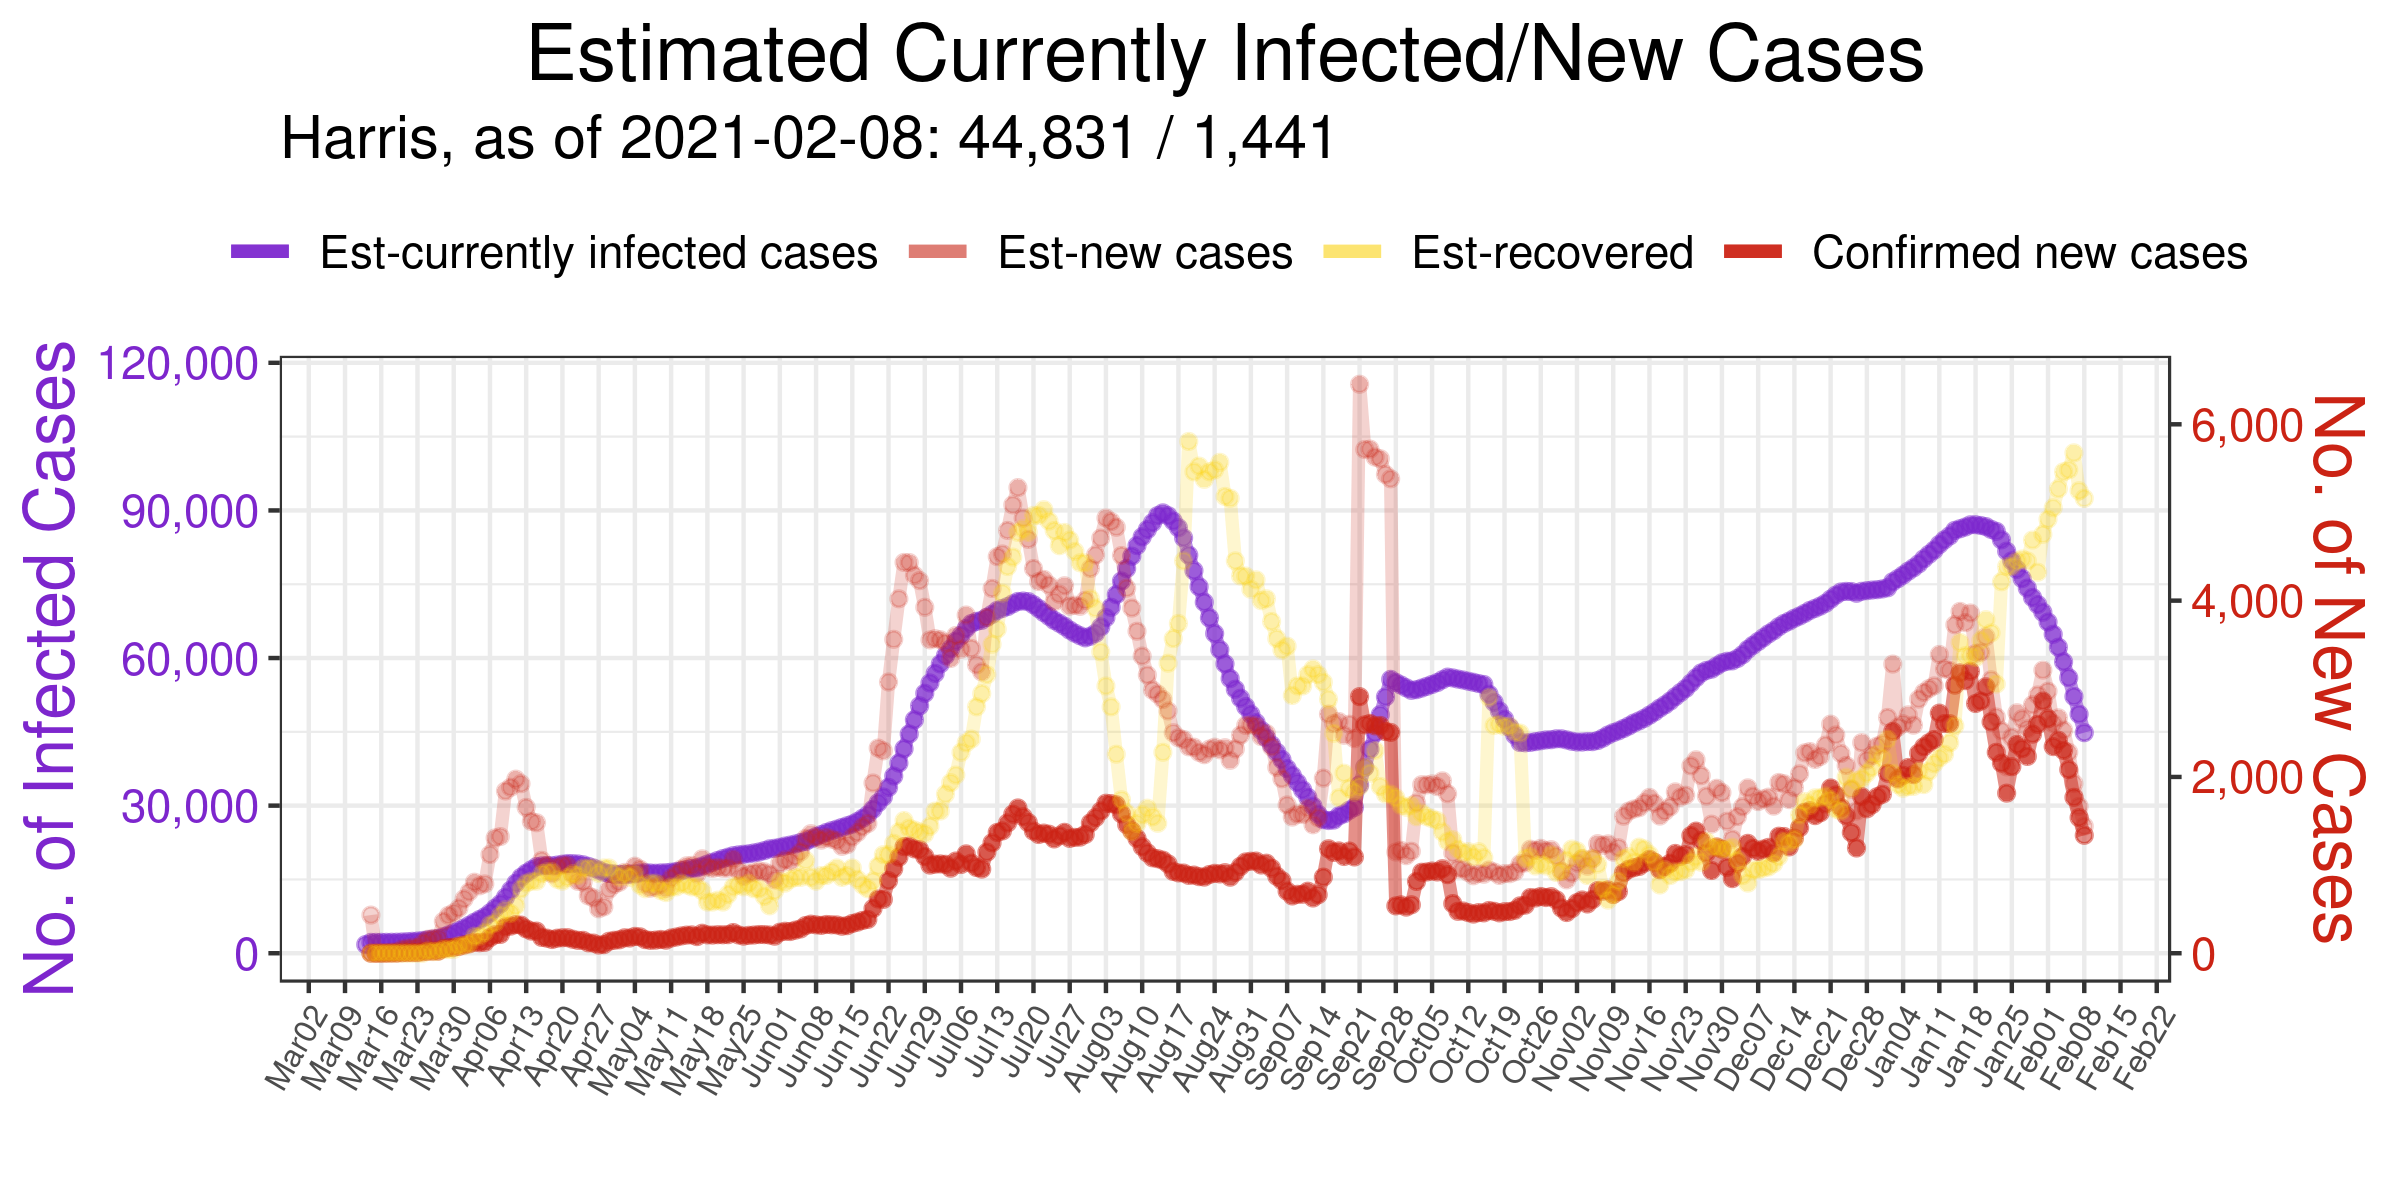 Estimated Currently Infected/New Cases
Harris, as of 2021-02-08: 44,831 / 1,441
Est-currently infected cases Est-new cases Est-recovered Confirmed new cases
No. of Infected Cases
120,000
90,000
60,000
30,000
0
6,000
4,000
2,000
0
No. of New Cases
Mar02 Mar09 Mar16 Mar23 Mar30 Apr06 Apr13 Apr20 Apr27 May04 May11 May18 May25 Jun01 Jun08 Jun15 Jun22 Jun29 Jul06 Jul13 Jul20 Jul27 Aug03 Aug10 Aug17 Aug24 Aug31 Sep07 Sep14 Sep21 Sep28 Oct05 Oct12 Oct19 Oct26 Nov02 Nov09 Nov16 Nov23 Nov30 Dec07 Dec14 Dec21 Dec28 Jan04 Jan11 Jan18 Jan25 Feb01 Feb08 Feb15 Feb22